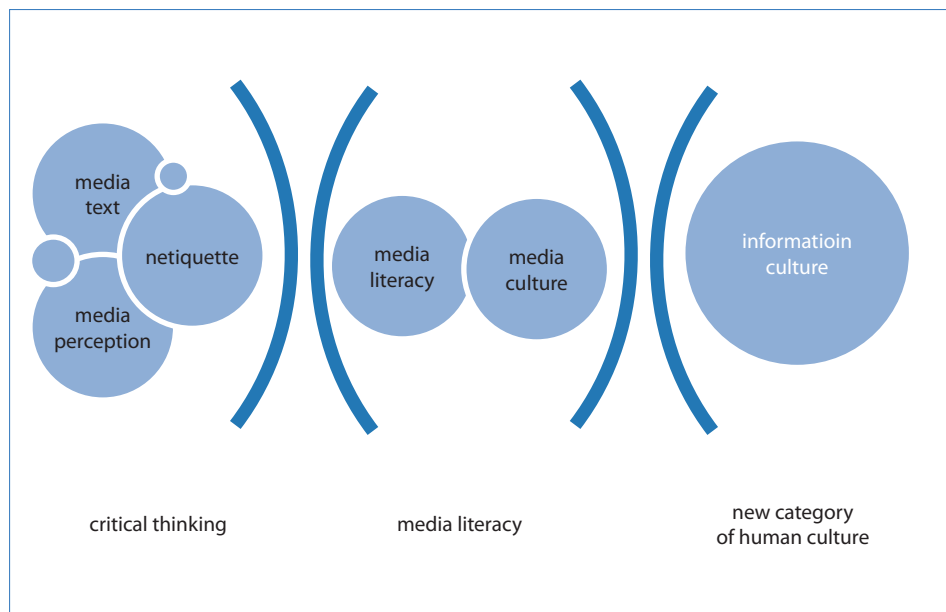 media
text
netiquette
media
perception
media
literacy
media
culture
informatioin
culture
critical thinking
media literacy
new category
of human culture